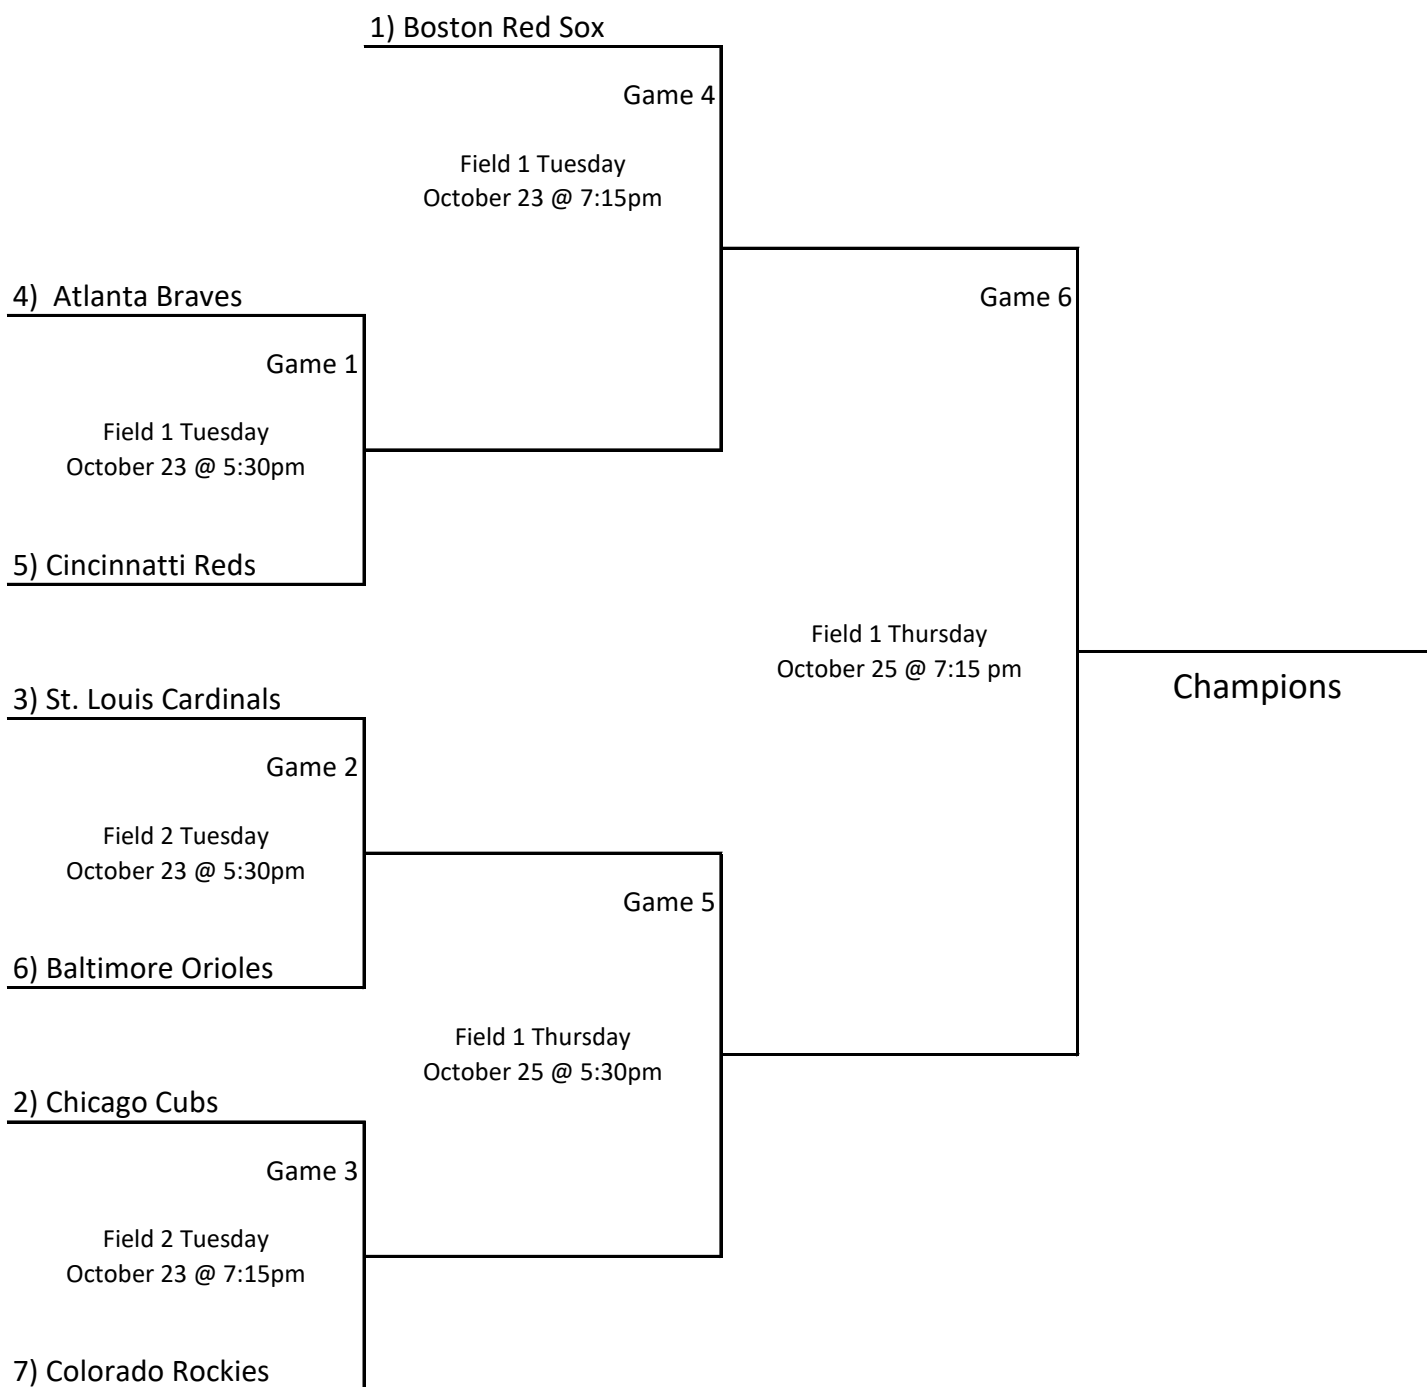 1) Boston Red Sox
Game 4
Field 1 Tuesday
October 23 @ 7:15pm
4)  Atlanta Braves
Game 6
Game 1
Field 1 Tuesday
October 23 @ 5:30pm
5) Cincinnatti Reds
Field 1 Thursday
October 25 @ 7:15 pm
Champions
3) St. Louis Cardinals
Game 2
Field 2 Tuesday
October 23 @ 5:30pm
Game 5
6) Baltimore Orioles
Field 1 Thursday
October 25 @ 5:30pm
2) Chicago Cubs
Game 3
Field 2 Tuesday
October 23 @ 7:15pm
7) Colorado Rockies